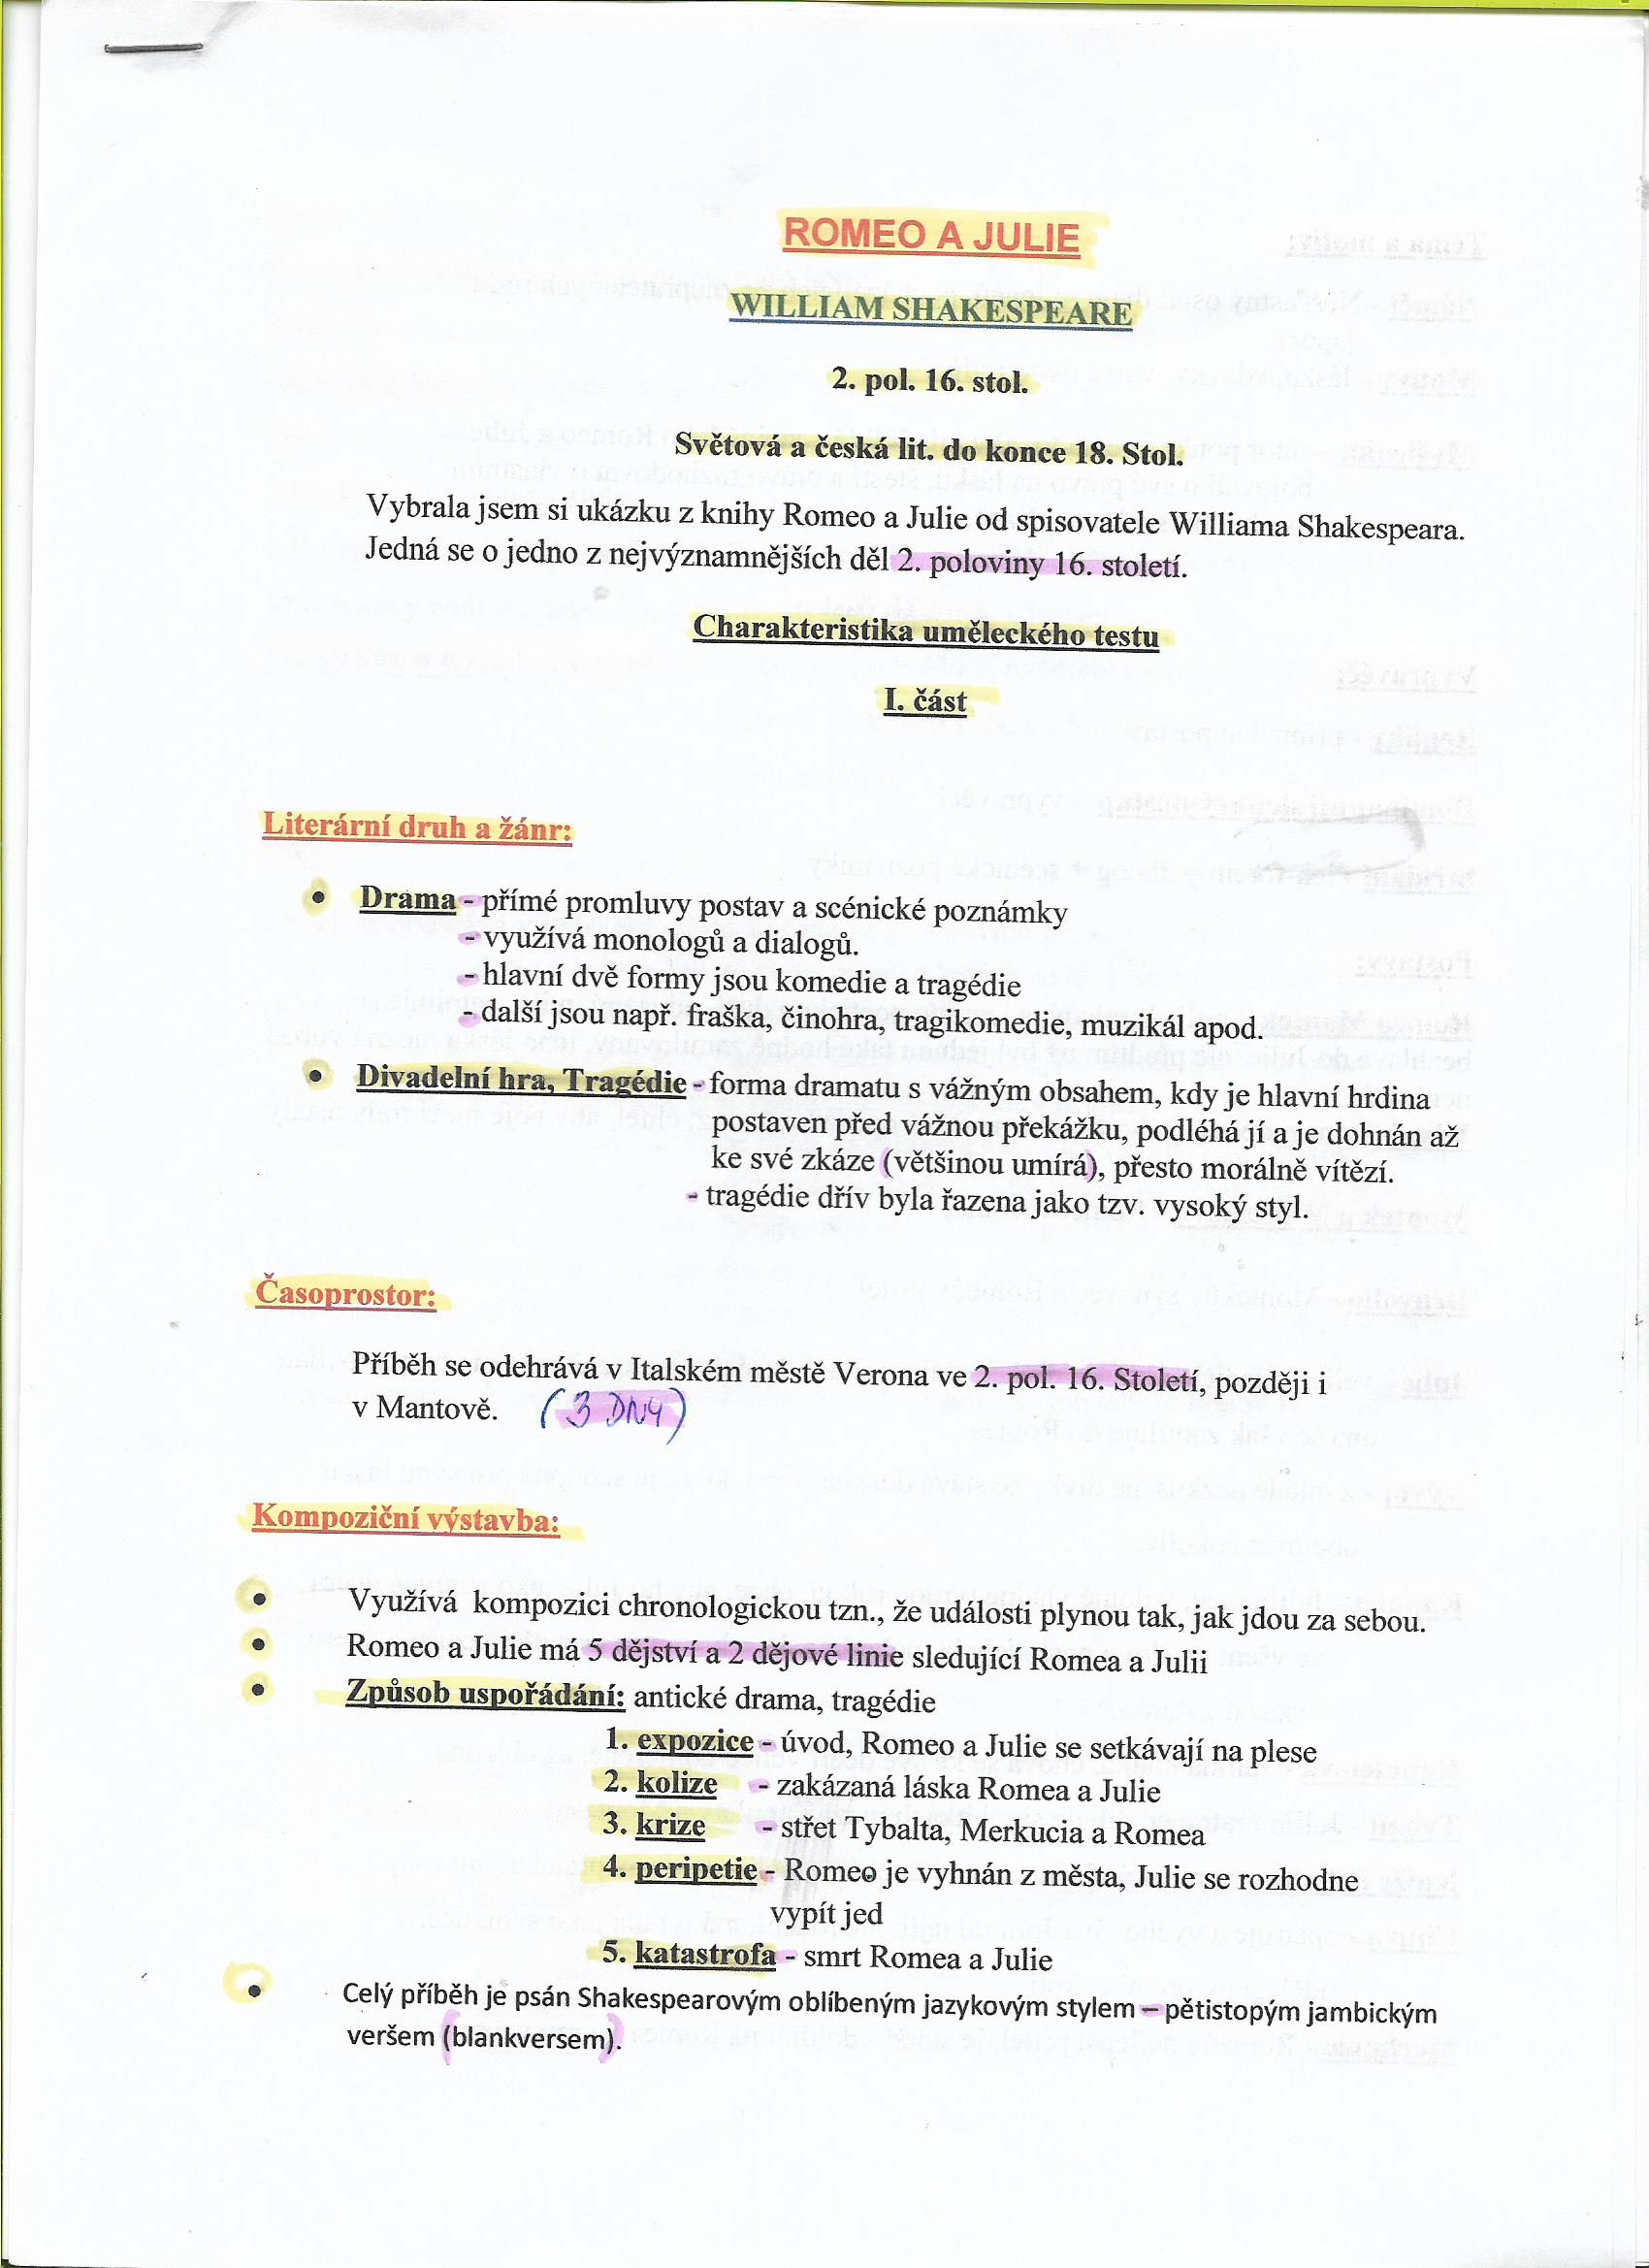 ROMEO A JULIE
WILLIAM SHAKESPEARE
2. pol. 16. stol.
Světová a česká lit. do konce 18. Stol.
Vybrala jsem si ukázku z knihy Romeo a Julie od spisovatele Williama Shakespeara.
Jedná se o jedno z nejvýznamnějších děl 2. poloviny 16. století.
Charakteristika uměleckého testu
I. část
Literární druh a žánr:
• Drama - přímé promluvy postav a scénické poznámky
- využívá monologů a dialogů.
- hlavní dvě formy jsou komedie a tragédie
- další jsou např. fraška, činohra, tragikomedie, muzikál apod.
• Divadelní hra, Tragédie - forma dramatu s vážným obsahem, kdy je hlavní hrdina
postaven před vážnou překážku, podléhá jí a je dohnán až
ke své zkáze (většinou umírá), přesto morálně vítězí.
- tragédie dřív byla řazena jako tzv. vysoký styl.
Časoprostor:
Příběh se odehrává v Italském městě Verona ve 2. pol. 16. Století, později i
v Mantově. (3 DNY)
Kompoziční výstavba:
• Využívá kompozici chronologickou tzn., že události plynou tak, jak jdou za sebou.
• Romeo a Julie má 5 dějství a 2 dějové linie sledující Romea a Julii
• Způsob uspořádání: antické drama, tragédie
1. expozice - úvod, Romeo a Julie se setkávají na plese
2. kolize - zakázaná láska Romea a Julie
3. krize - střet Tybalta, Merkucia a Romea
4. peripetie - Romeo je vyhnán z města, Julie se rozhodne
vypít jed
5. katastrofa - smrt Romea a Julie
• Celý příběh je psán Shakespearovým oblíbeným jazykovým stylem – pětistopým jambickým
veršem (blankversem).